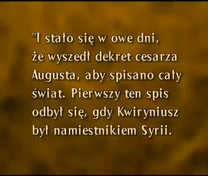 "I stało się w owe dni,
że wyszedł dekret cesarza
Augusta, aby spisano cały
świat. Pierwszy ten spis
odbył się, gdy Kwiryniusz
był namiestnikiem Syrii.